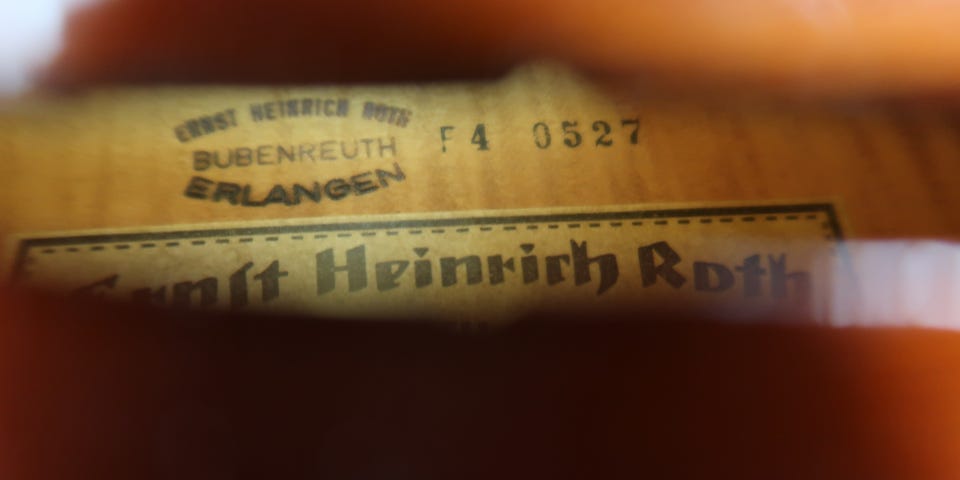 ERNST HEINRICH ROTH
BUBENREUTH
ERLANGEN
F4 0527
Ernst Heinrich Roth